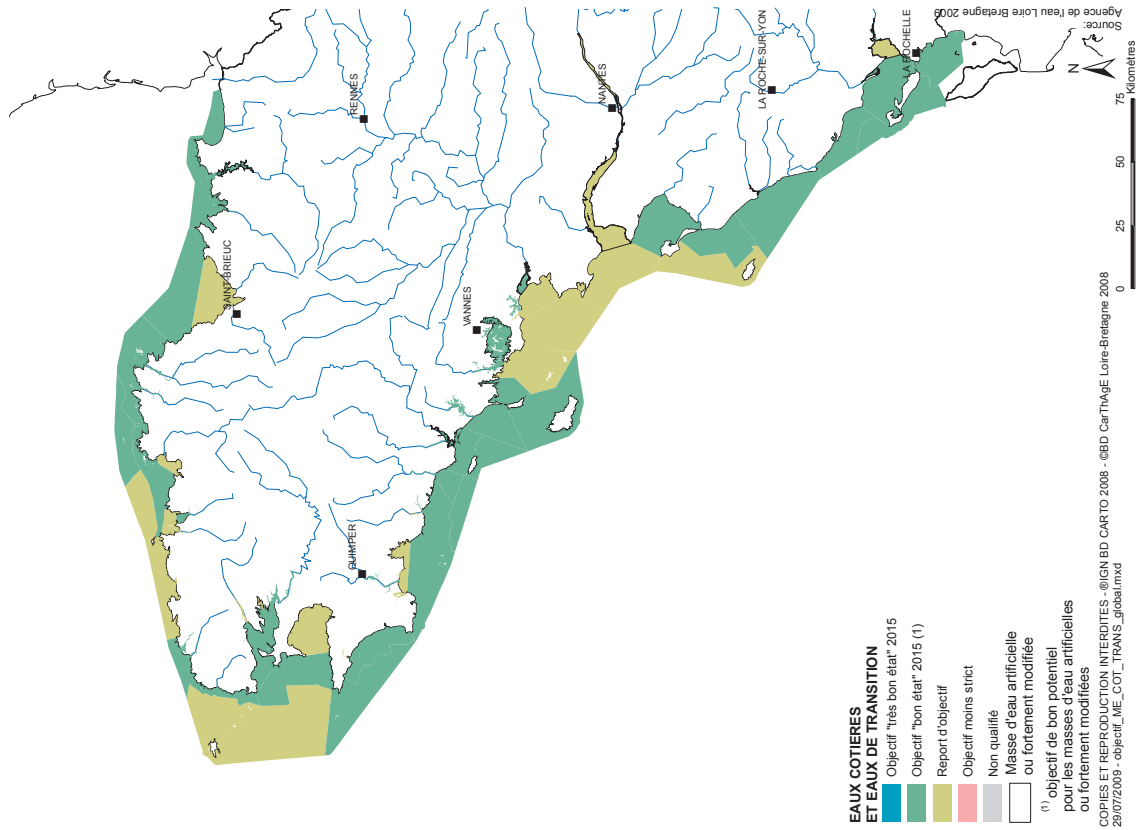 SAINT-BRIEUC
RENNES
QUIMPER
VANNES
NANTES
LA ROCHE-SUR-YON
LA ROCHELLE
EAUX COTIERES
ET EAUX DE TRANSITION
Objectif "très bon état" 2015
Objectif "bon état" 2015 (1)
Report d'objectif
Objectif moins strict
Non qualifié
Masse d'eau artificielle
ou fortement modifiée
(1) objectif de bon potentiel
pour les masses d'eau artificielles
ou fortement modifiées
COPIES ET REPRODUCTION INTERDITES - ©IGN BD CARTO 2008 - ©BD CarThAgE Loire-Bretagne 2008
29/07/2009 - objectif_ME_COT_TRANS_global.mxd
0 25 50 75
Kilomètres
N
Source:
Agence de l'eau Loire Bretagne 2009